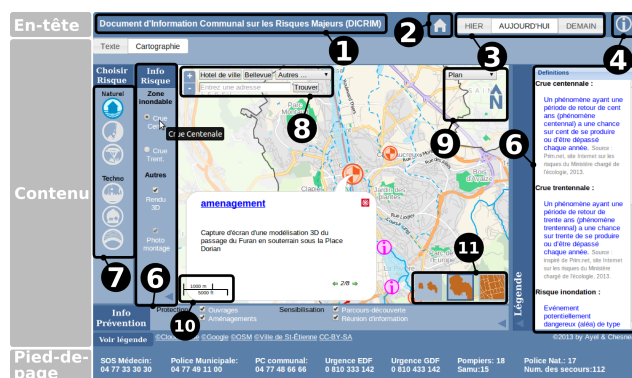 En-tête
Document d'Information Communal sur les Risques Majeurs (DICRIM)
HIER AUJOURD'HUI DEMAIN
1
2
3
4
Texte Cartographie
Contenu
Choisir Risque
Naturel
Techno
7
Info Risque
Zone inondable
Crue Cent.
Crue Centenale
Crue Trent.
Autres
Rendu 3D
Photo montage
6
+ Hotel de ville Bellevue Autres ...
- Entrez une adresse Trouver
8
Plan
N
9
amenagement
Capture d'écran d'une modélisation 3D du
passage du Furan en souterrain sous la Place
Dorian
2/8
1000 m
5000 ft
10
11
Légende
6
Definitions
Crue centennale :
Un phénomène ayant une
période de retour de cent
ans (phénomène
centennal) a une chance
sur cent de se produire
ou d'être dépassé
chaque année. Source :
Prim.net, site Internet sur les
risques du Ministère chargé de
l'écologie, 2013.
Crue trentennale :
Un phénomène ayant une
période de retour de
trente ans (phénomène
trentennal) a une chance
sur trente de se produire
ou d'être dépassé
chaque année. Source :
inspiré de Prim.net, site Internet
sur les risques du Ministère
chargé de l'écologie, 2013.
Risque inondation :
Evénement
potentiellement
dangereux (aléa) de type
Info Prévention
Protection
Ouvrages
Aménagements
Sensibilisation
Parcours-découverte
Réunion d'information
Voir légende
©Google ©OSM ©Ville de St-Étienne CC-BY-SA
©2013 by Ayel & Chesne
Pied-de-page
SOS Médecin: Police Municipale: PC communal: Urgence EDF Urgence GDF Pompiers: 18 Police Nat.: 17
04 77 33 30 30 04 77 49 11 00 04 77 48 66 66 0 810 333 142 0 810 433 142 Samu:15 Num. des secours:112